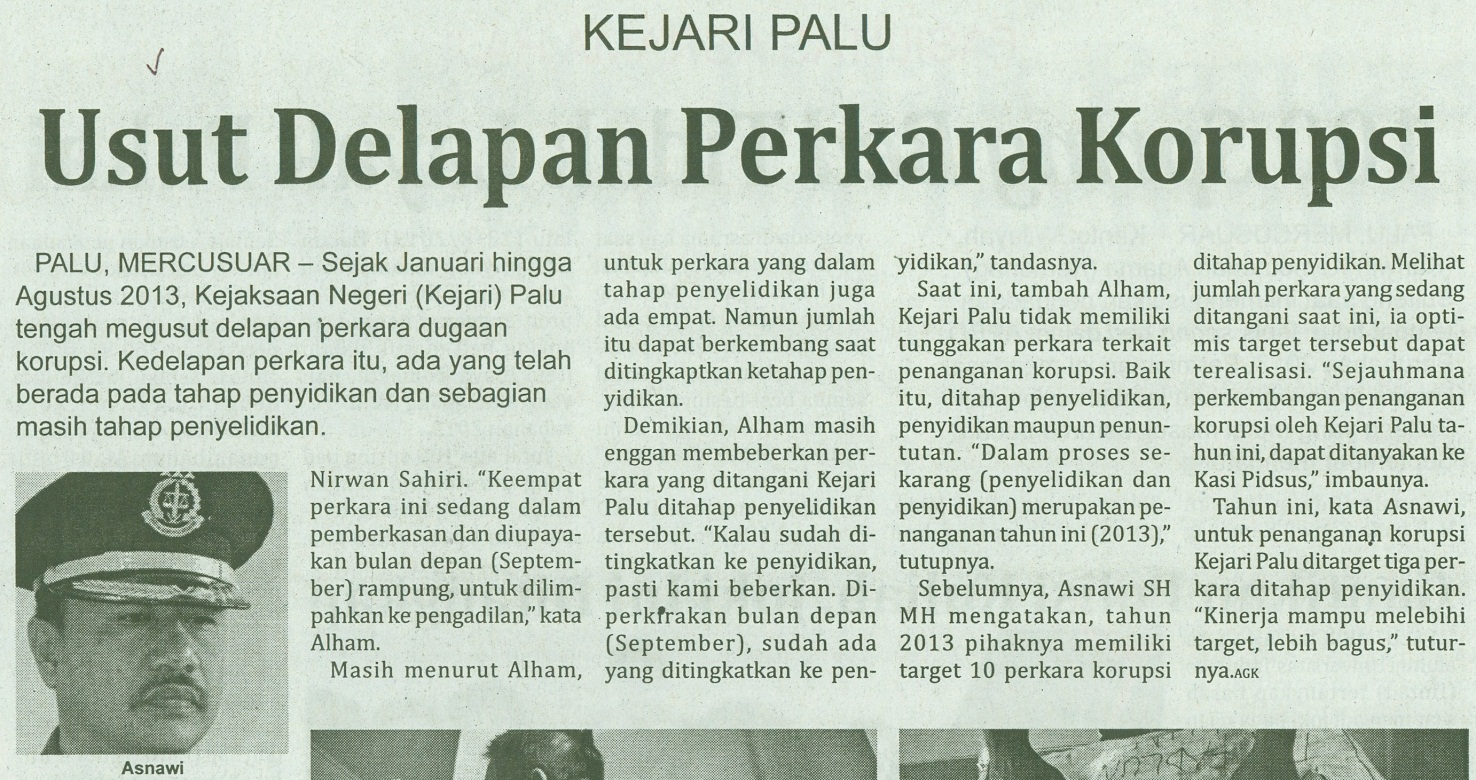 KEJARI PALU
Usut Delapan Perkara Korupsi
PALU, MERCUSUAR – Sejak Januari hingga
Agustus 2013, Kejaksaan Negeri (Kejari) Palu
tengah megusut delapan perkara dugaan
korupsi. Kedelapan perkara itu, ada yang telah
berada pada tahap penyidikan dan sebagian
masih tahap penyelidikan.
Asnawi
Nirwan Sahiri. “Keempat
perkara ini sedang dalam
pemberkasan dan diupaya-
kan bulan depan (Septem-
ber) rampung, untuk dilim-
pahkan ke pengadilan,” kata
Alham.
Masih menurut Alham,
untuk perkara yang dalam
tahap penyelidikan juga
ada empat. Namun jumlah
itu dapat berkembang saat
ditingkaptkan ketahap pen-
yidikan.
Demikian, Alham masih
enggan membeberkan per-
kara yang ditangani Kejari
Palu ditahap penyelidikan
tersebut. “Kalau sudah di-
tingkatkan ke penyidikan,
pasti kami beberkan. Di-
perkirakan bulan depan
(September), sudah ada
yang ditingkatkan ke pen-
yidikan,” tandasnya.
Saat ini, tambah Alham,
Kejari Palu tidak memiliki
tunggakan perkara terkait
penanganan korupsi. Baik
itu, ditahap penyelidikan,
penyidikan maupun penun-
tutan. “Dalam proses se-
karang (penyelidikan dan
penyidikan) merupakan pe-
nanganan tahun ini (2013),”
tutupnya.
Sebelumnya, Asnawi SH
MH mengatakan, tahun
2013 pihaknya memiliki
target 10 perkara korupsi
ditahap penyidikan. Melihat
jumlah perkara yang sedang
ditangani saat ini, ia opti-
mis target tersebut dapat
terealisasi. “Sejauhmana
perkembangan penanganan
korupsi oleh Kejari Palu ta-
hun ini, dapat ditanyakan ke
Kasi Pidsus,” imbaunya.
Tahun ini, kata Asnawi,
untuk penanganan korupsi
Kejari Palu ditarget tiga per-
kara ditahap penyidikan.
“Kinerja mampu melebihi
target, lebih bagus,” tutur-
nya.AGK